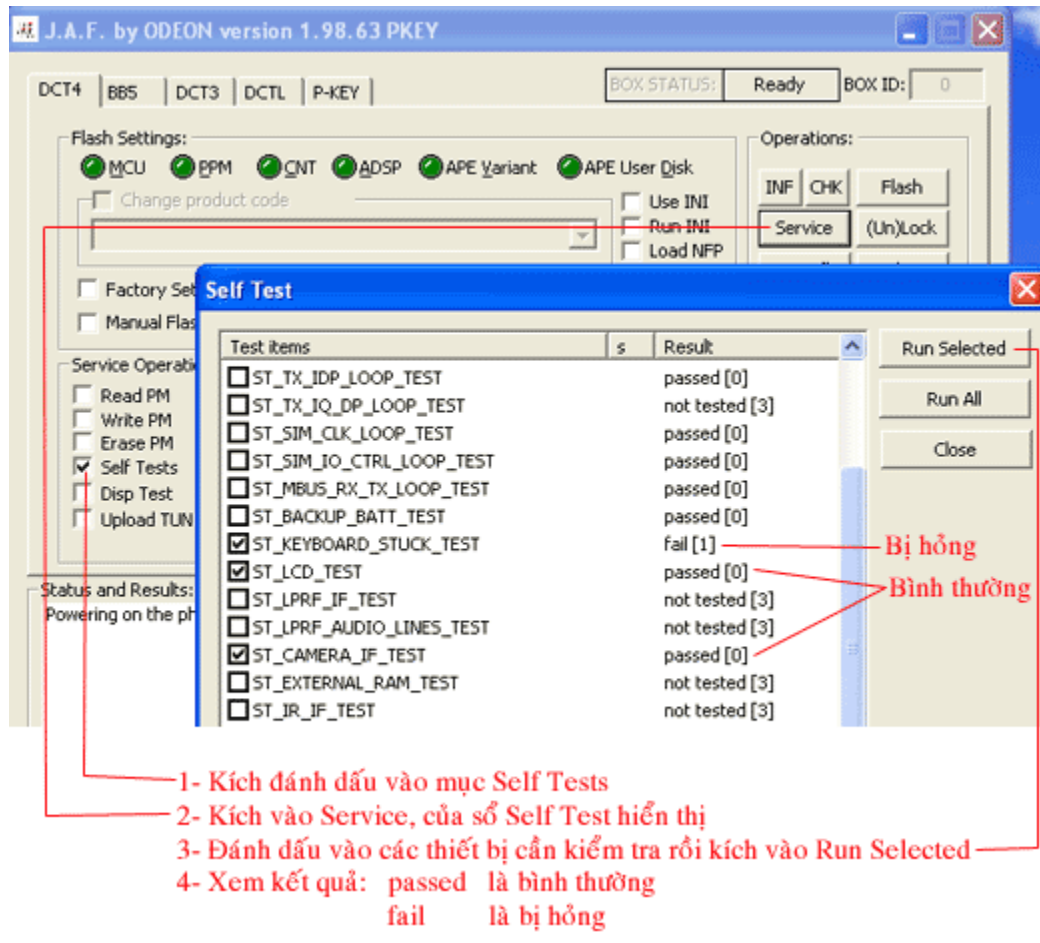 J.A.F. by ODEON version 1.98.63 PKEY
DCT4 BB5 DCT3 DCTL P-KEY
BOX STATUS: Ready BOX ID: 0
Flash Settings:
MCU PPM CNT ADSP APE Variant APE User Disk
Change product code
Use INI
Run INI
Load NFP
Operations:
INF CHK Flash
Service (Un)Lock
Factory Set
Manual Flas
Service Operati
Read PM
Write PM
Erase PM
Self Tests
Disp Test
Upload TUN
Status and Results:
Powering on the ph
Self Test
Test items s Result
ST_TX_IDP_LOOP_TEST passed [0]
ST_TX_IQ_DP_LOOP_TEST not tested [3]
ST_SIM_CLK_LOOP_TEST passed [0]
ST_SIM_IO_CTRL_LOOP_TEST passed [0]
ST_MBUS_RX_TX_LOOP_TEST passed [0]
ST_BACKUP_BATT_TEST passed [0]
ST_KEYBOARD_STUCK_TEST fail [1]
ST_LCD_TEST passed [0]
ST_LPRF_IF_TEST not tested [3]
ST_LPRF_AUDIO_LINES_TEST not tested [3]
ST_CAMERA_IF_TEST passed [0]
ST_EXTERNAL_RAM_TEST not tested [3]
ST_IR_IF_TEST not tested [3]
Run Selected
Run All
Close
Bị hỏng
Bình thường
1- Kích đánh dấu vào mục Self Tests
2- Kích vào Service, của sổ Self Test hiển thị
3- Đánh dấu vào các thiết bị cần kiểm tra rồi kích vào Run Selected
4- Xem kết quả: passed là bình thường
fail là bị hỏng